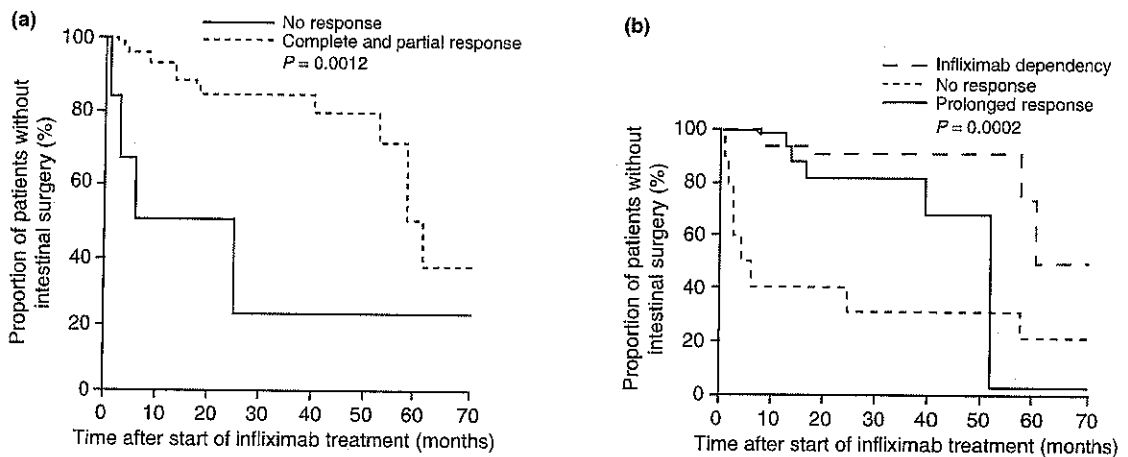 (a)
No response
Complete and partial response
P = 0.0012
Proportion of patients without
intestinal surgery (%)
100
80
60
40
20
0
0 10 20 30 40 50 60 70
Time after start of infliximab treatment (months)
(b)
Infliximab dependency
No response
Prolonged response
P = 0.0002
Proportion of patients without
intestinal surgery (%)
100
80
60
40
20
0
0 10 20 30 40 50 60 70
Time after start of infliximab treatment (months)